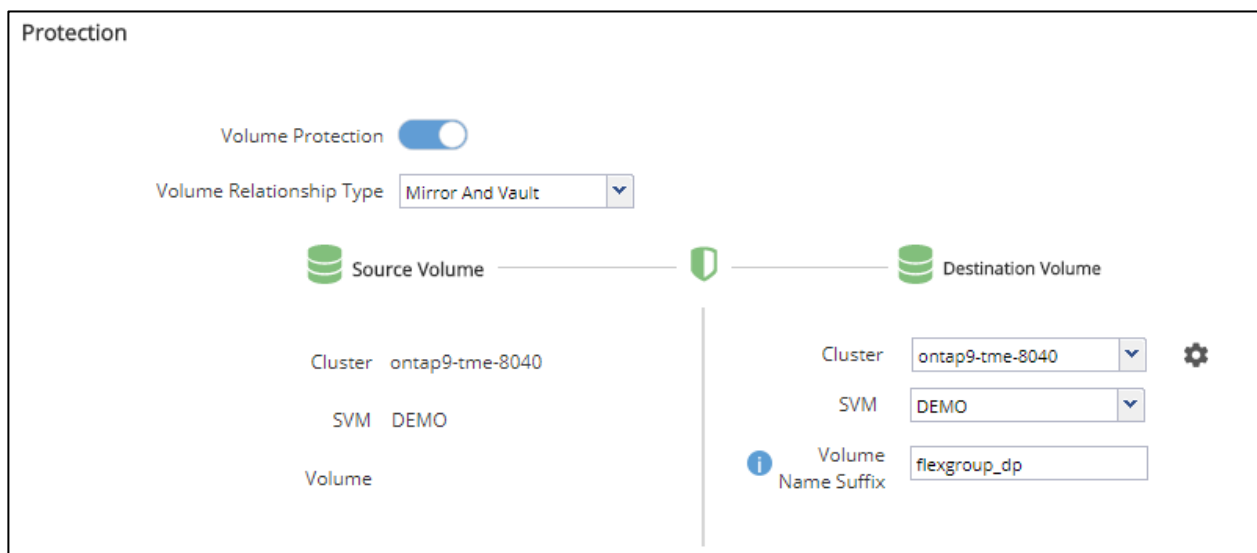 Protection
Volume Protection
Volume Relationship Type Mirror And Vault
Source Volume Destination Volume
Cluster ontap9-tme-8040
SVM DEMO
Volume
Cluster ontap9-tme-8040
SVM DEMO
Volume
Name Suffix flexgroup_dp